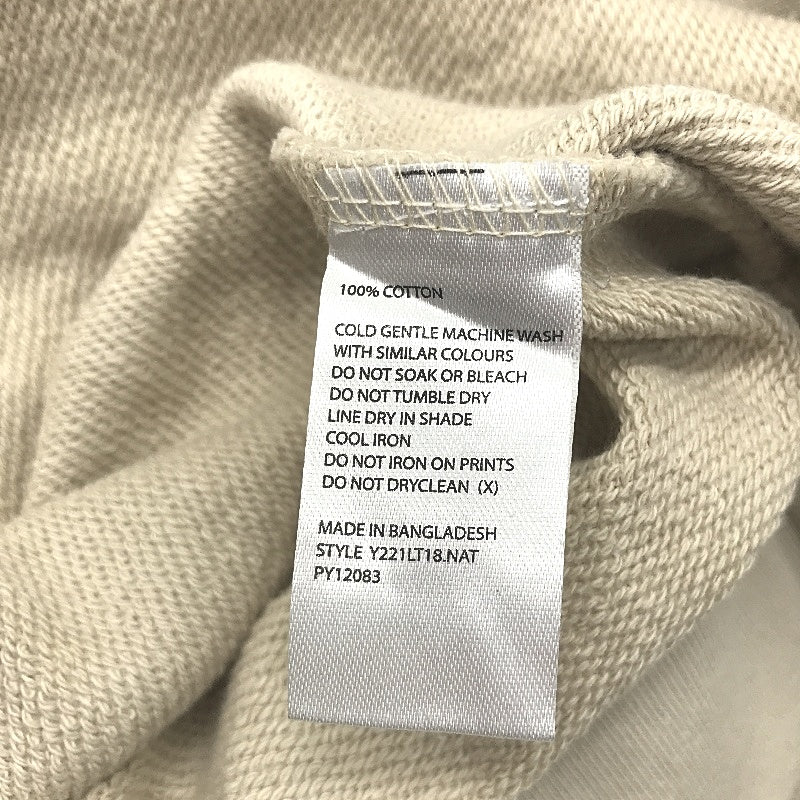 100% COTTON
COLD GENTLE MACHINE WASH
WITH SIMILAR COLOURS
DO NOT SOAK OR BLEACH
DO NOT TUMBLE DRY
LINE DRY IN SHADE
COOL IRON
DO NOT IRON ON PRINTS
DO NOT DRYCLEAN (X)
MADE IN BANGLADESH
STYLE Y221LT18.NAT
PY12083